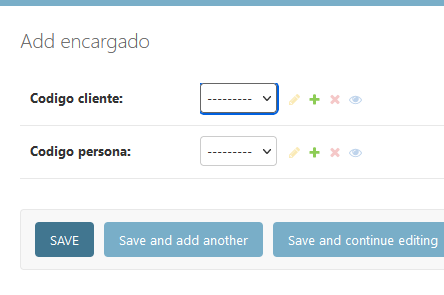 Add encargado
Codigo cliente: ---------
Codigo persona: ---------
SAVE Save and add another Save and continue editing